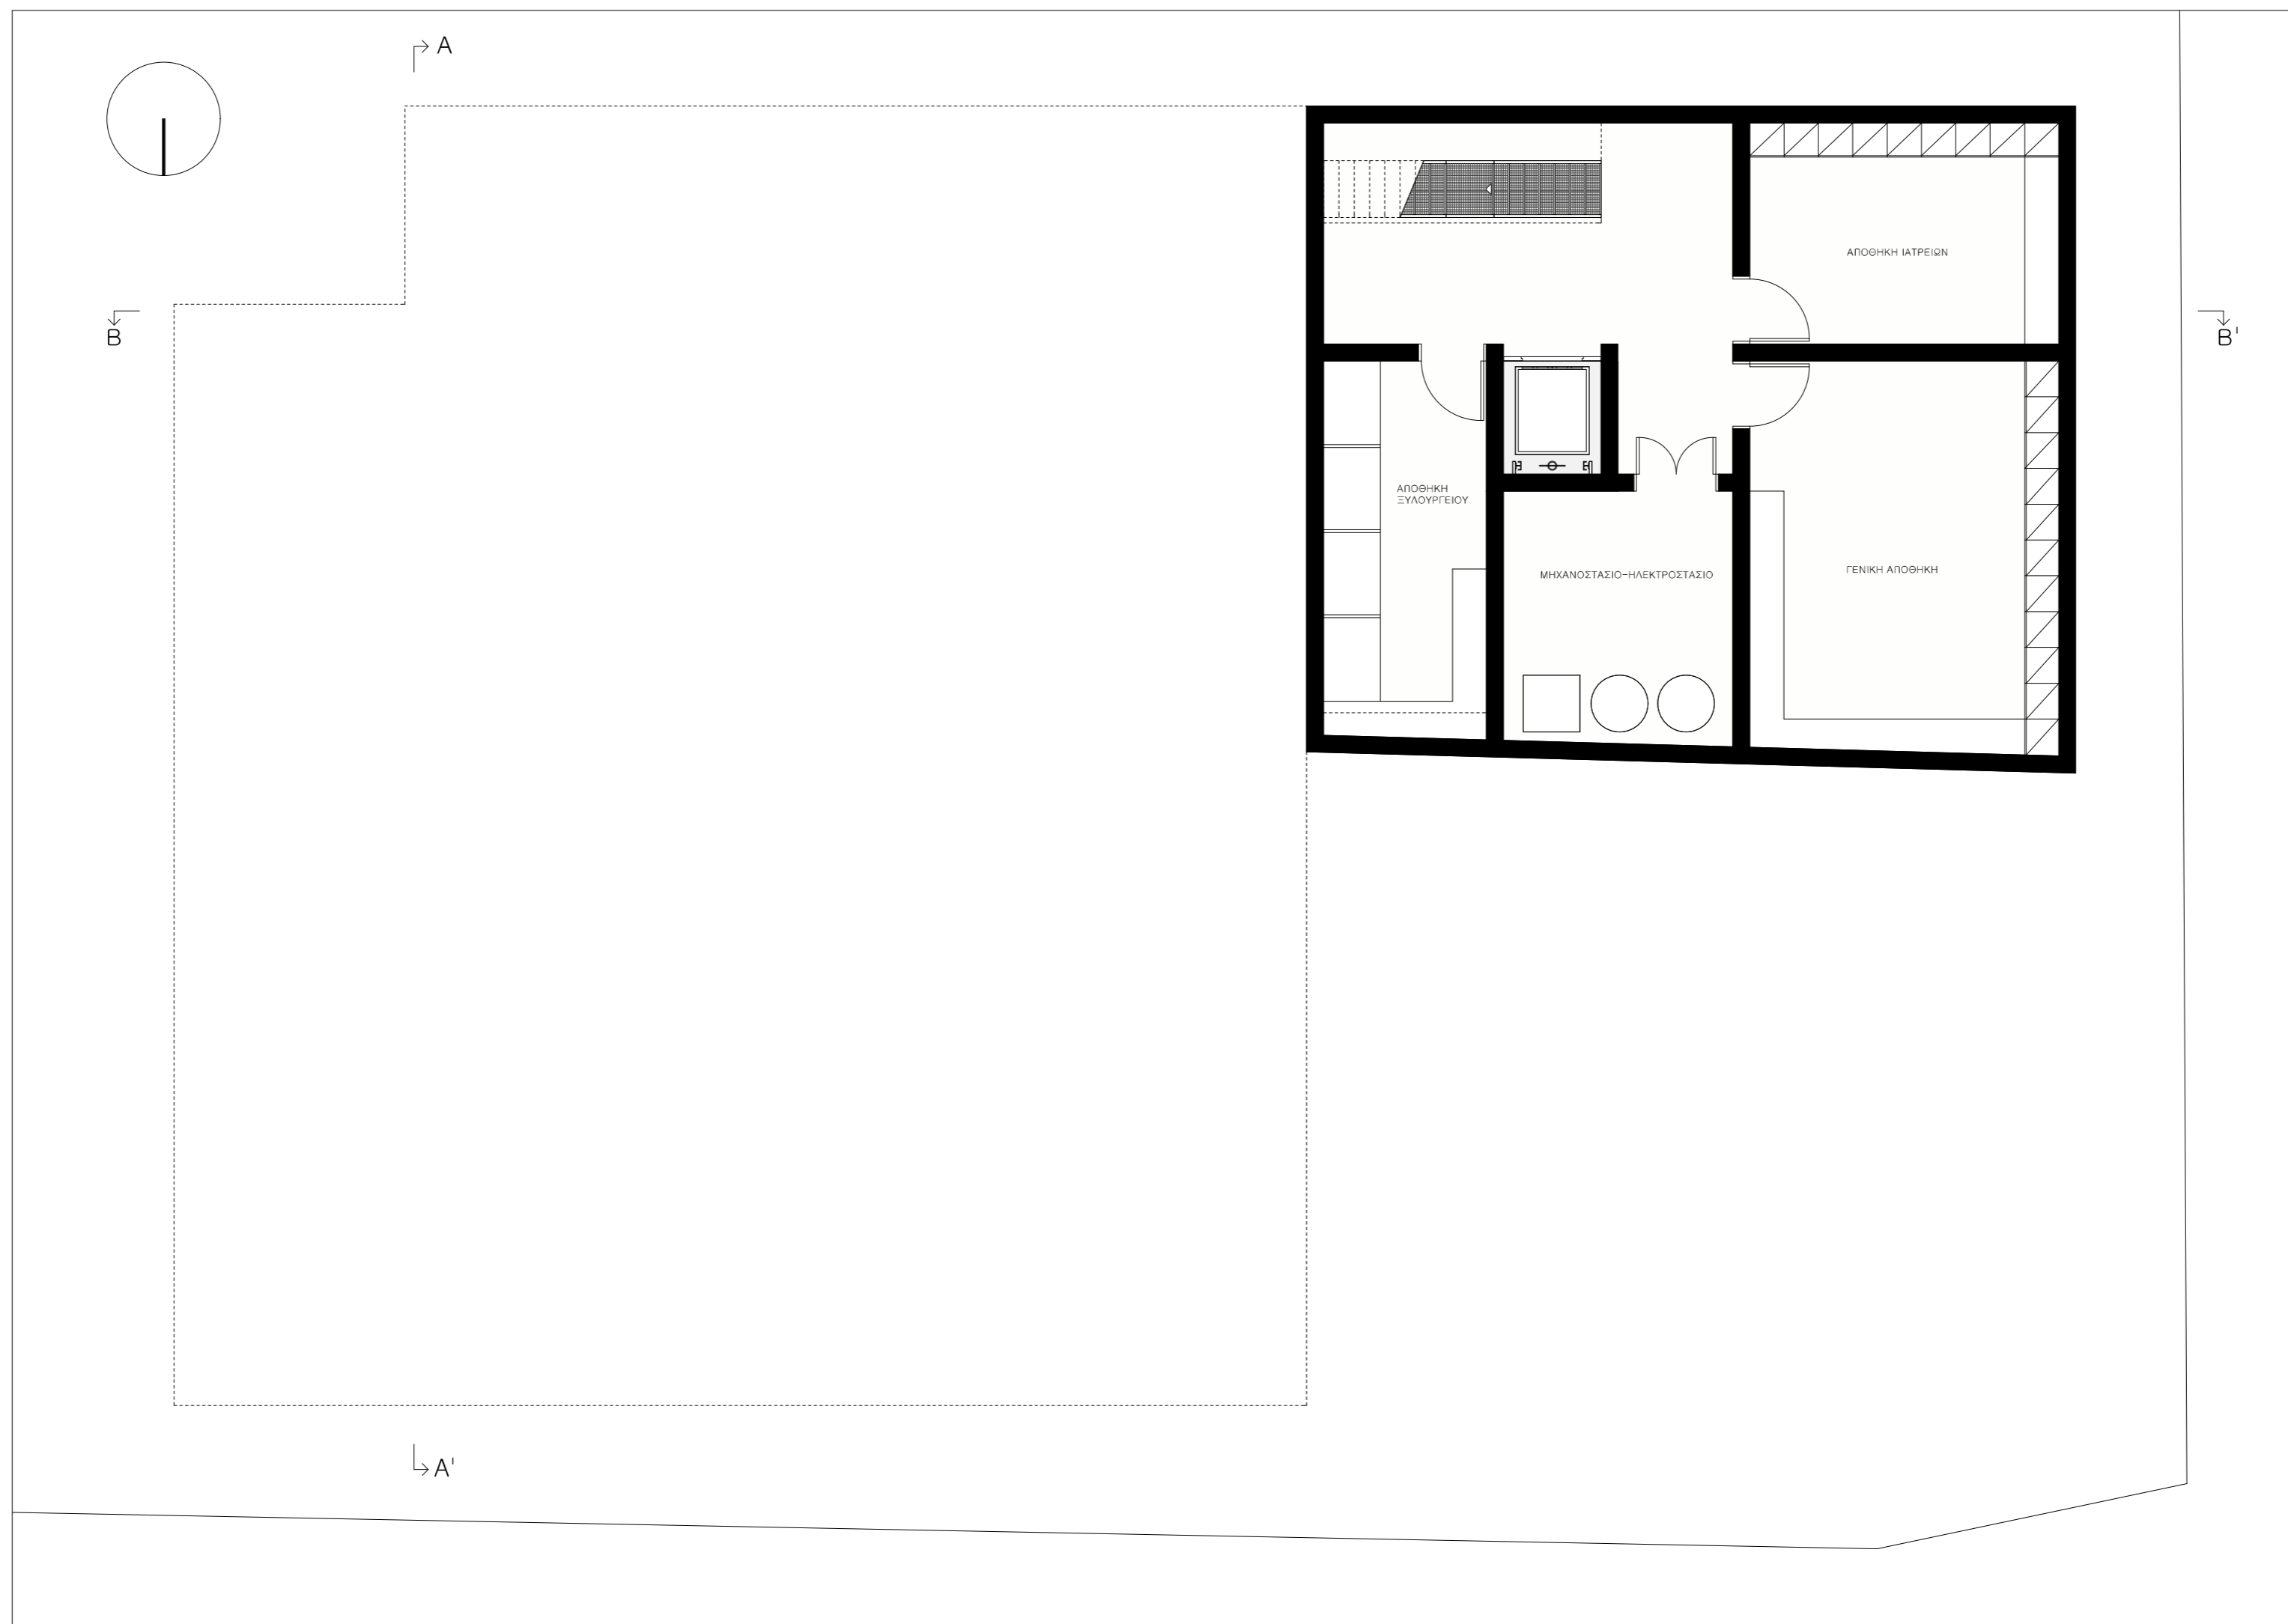 A
ΑΠΟΘΗΚΗ ΙΑΤΡΕΙΩΝ
B
B'
ΑΠΟΘΗΚΗ
ΞΥΛΟΥΡΓΕΙΟΥ
ΜΗΧΑΝΟΣΤΑΣΙΟ-ΗΛΕΚΤΡΟΣΤΑΣΙΟ
ΓΕΝΙΚΗ ΑΠΟΘΗΚΗ
A'